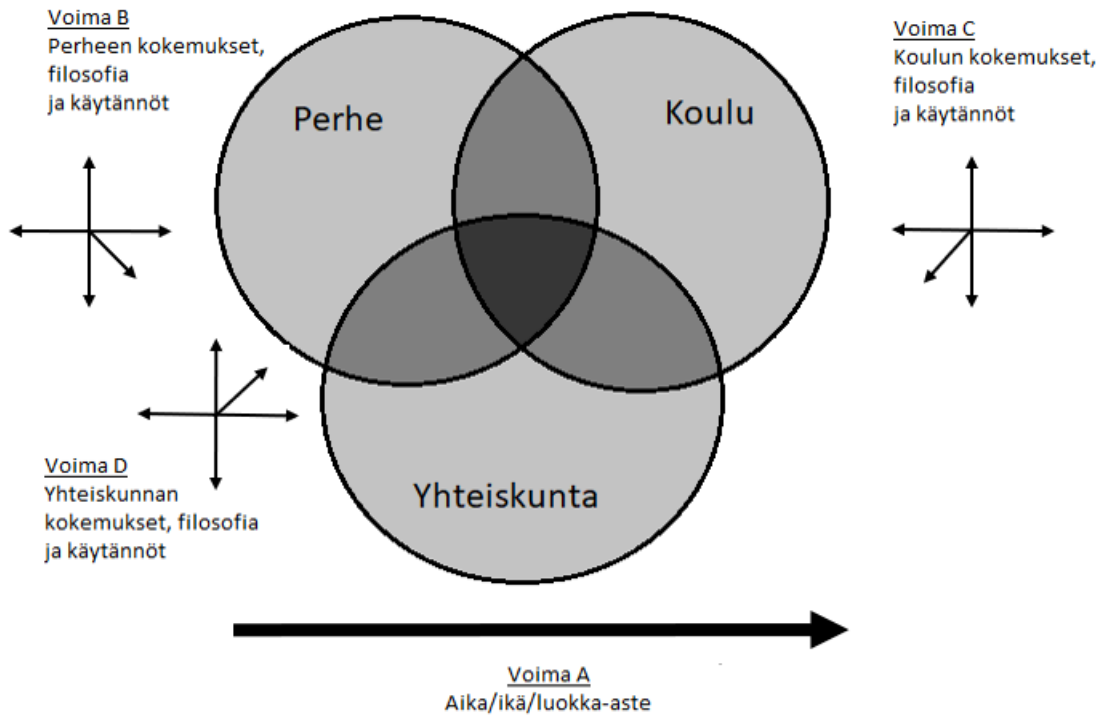 Voima B
Perheen kokemukset,
filosofia
ja käytännöt
Perhe
Koulu
Voima C
Koulun kokemukset,
filosofia
ja käytännöt
Voima D
Yhteiskunnan
kokemukset, filosofia
ja käytännöt
Yhteiskunta
Voima A
Aika/ikä/luokka-aste